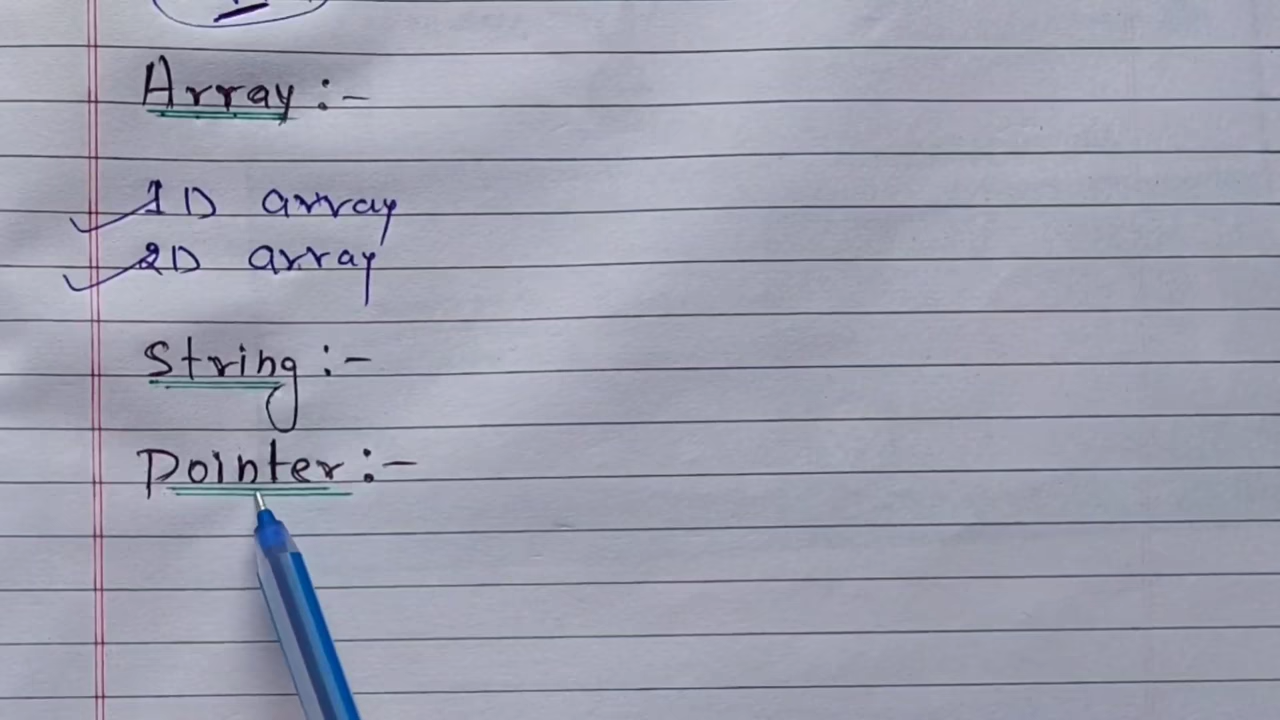 Array :-
1D array
2D array
String :-
Pointer :-